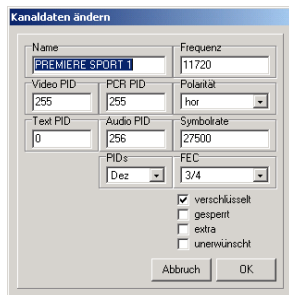 Kanaldaten ändern
Name Frequenz
PREMIERE SPORT 1 11720
Video PID PCR PID Polarität
255 255 hor
Text PID Audio PID Symbolrate
0 256 27500
PIDs FEC
Dez 3/4
verschlüsselt
gesperrt
extra
unerwünscht
Abbruch OK